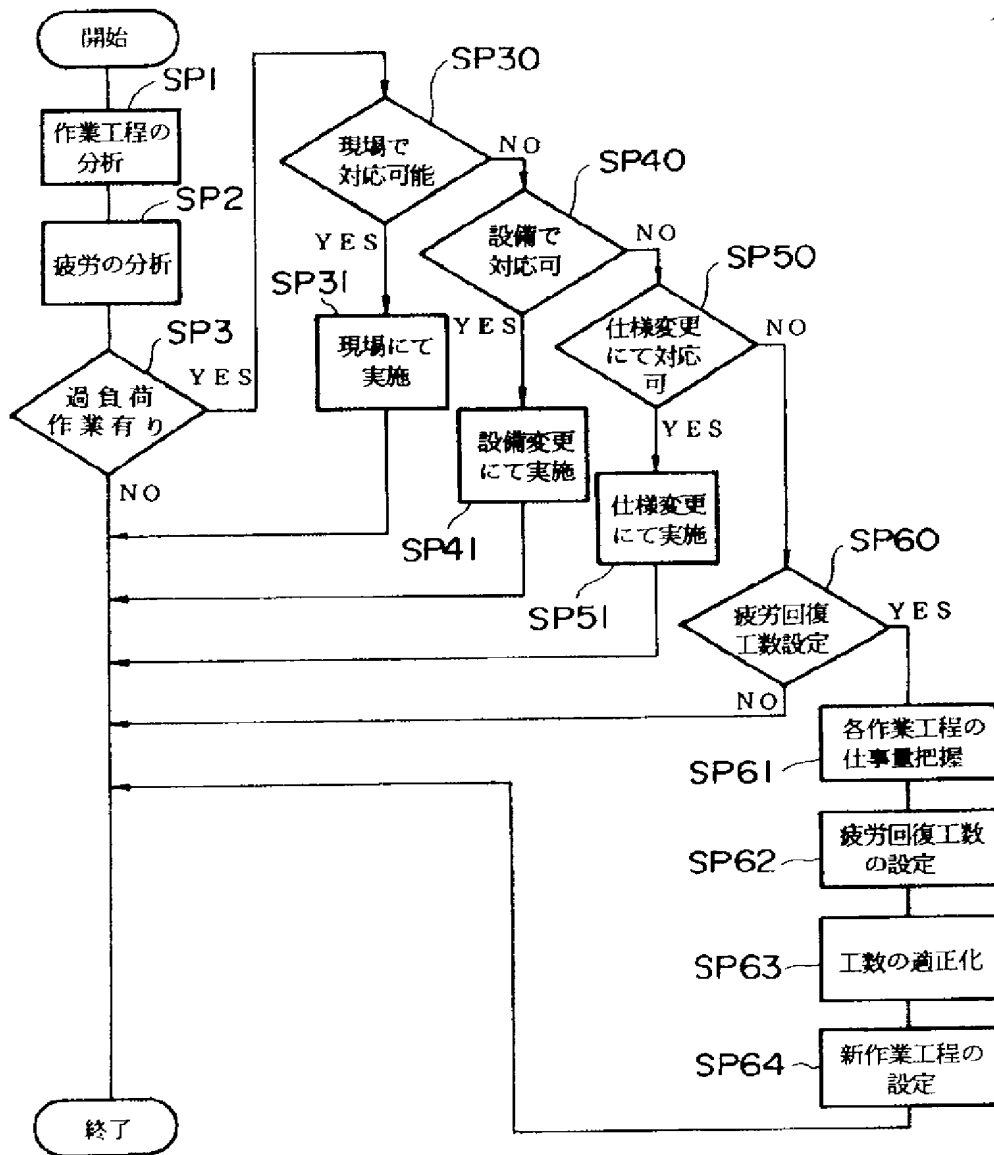 開始
SP1
作業工程の
分析
SP2
疲労の分析
SP3
過負荷
作業有り
YES
NO
SP30
現場で
対応可能
NO
YES
SP31
現場にて
実施
SP40
設備で
対応可
NO
YES
設備変更
にて実施
SP41
SP50
仕様変更
にて対応
可
NO
YES
仕様変更
にて実施
SP51
SP60
疲労回復
工数設定
YES
NO
各作業工程の
仕事量把握
SP61
疲労回復工数
の設定
SP62
工数の適正化
SP63
新作業工程の
設定
SP64
終了